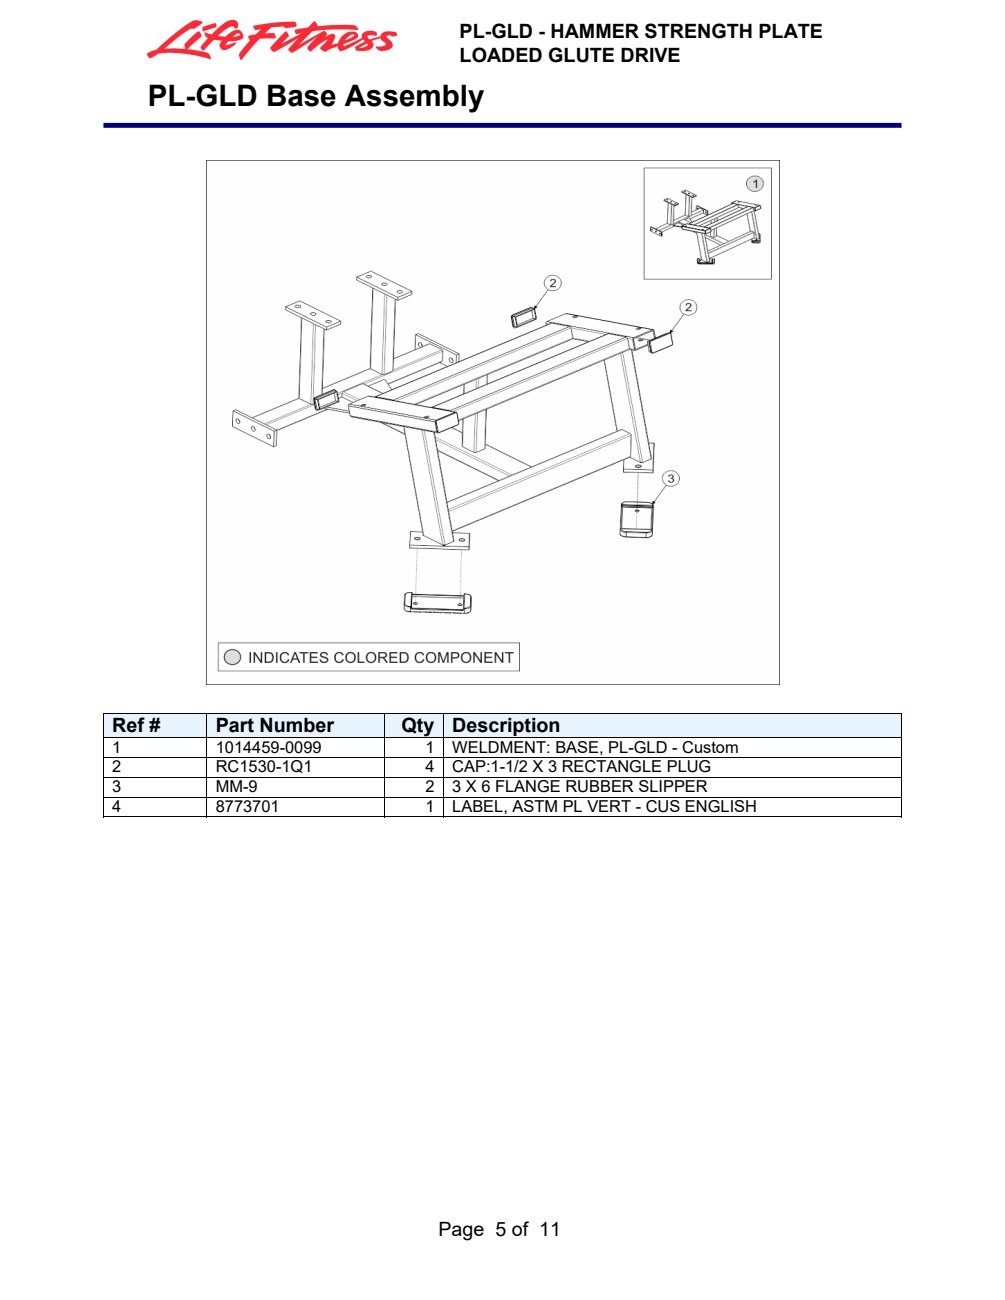 Life Fitness
PL-GLD - HAMMER STRENGTH PLATE
LOADED GLUTE DRIVE
PL-GLD Base Assembly
1
2
2
3
INDICATES COLORED COMPONENT
Ref # Part Number Qty Description
1 1014459-0099 1 WELDMENT: BASE, PL-GLD - Custom
2 RC1530-1Q1 4 CAP:1-1/2 X 3 RECTANGLE PLUG
3 MM-9 2 3 X 6 FLANGE RUBBER SLIPPER
4 8773701 1 LABEL, ASTM PL VERT - CUS ENGLISH
Page 5 of 11